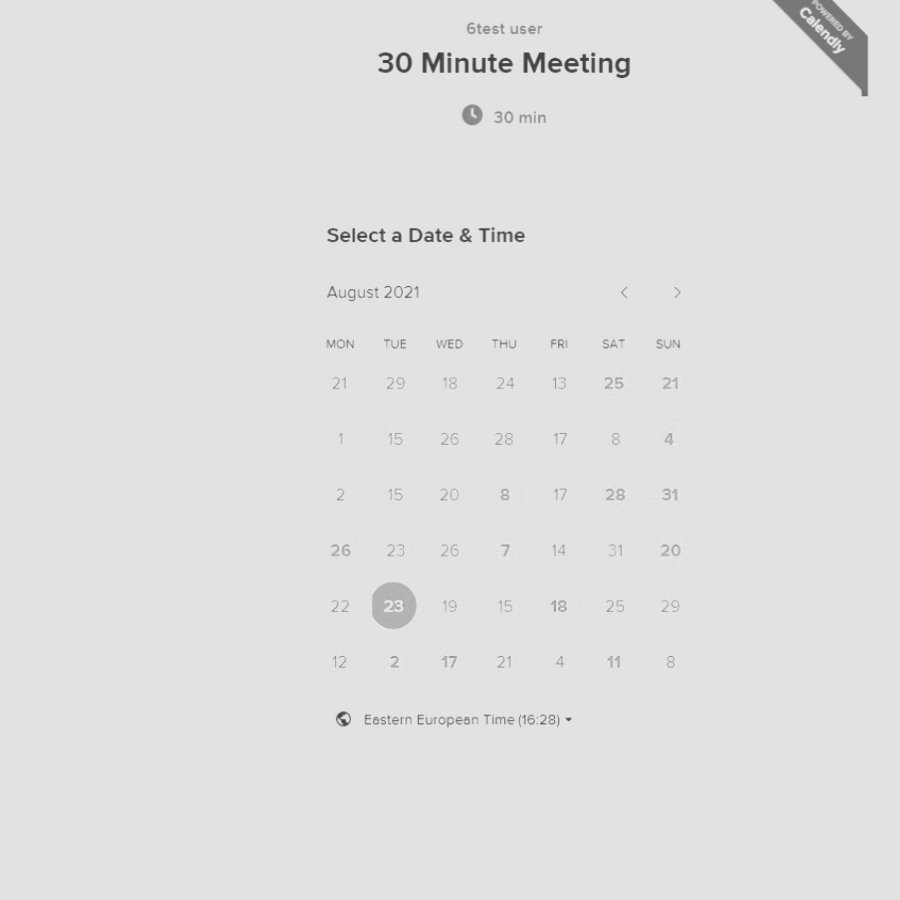 6test user
30 Minute Meeting
30 min
POWERED BY
Calendly
Select a Date & Time
August 2021
MON TUE WED THU FRI SAT SUN
21 29 18 24 13 25 21
1 15 26 28 17 8 4
2 15 20 8 17 28 31
26 23 26 7 14 31 20
22 23 19 15 18 25 29
12 2 17 21 4 11 8
Eastern European Time (16:28)